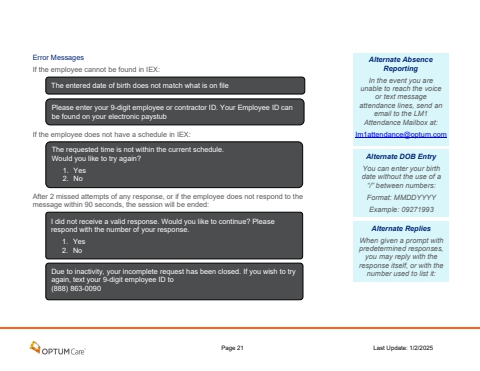 Error Messages
If the employee cannot be found in IEX:
The entered date of birth does not match what is on file
Please enter your 9-digit employee or contractor ID. Your Employee ID can
be found on your electronic paystub
If the employee does not have a schedule in IEX:
The requested time is not within the current schedule.
Would you like to try again?
1. Yes
2. No
After 2 missed attempts of any response, or if the employee does not respond to the
message within 90 seconds, the session will be ended:
I did not receive a valid response. Would you like to continue? Please
respond with the number of your response.
1. Yes
2. No
Due to inactivity, your incomplete request has been closed. If you wish to try
again, text your 9-digit employee ID to
(888) 863-0090
Alternate Absence
Reporting
In the event you are
unable to reach the voice
or text message
attendance lines, send an
email to the LM1
Attendance Mailbox at:
lm1attendance@optum.com
Alternate DOB Entry
You can enter your birth
date without the use of a
"/" between numbers:
Format: MMDDYYYY
Example: 09271993
Alternate Replies
When given a prompt with
predetermined responses,
you may reply with the
response itself, or with the
number used to list it:
OPTUMCare
Page 21
Last Update: 1/2/2025